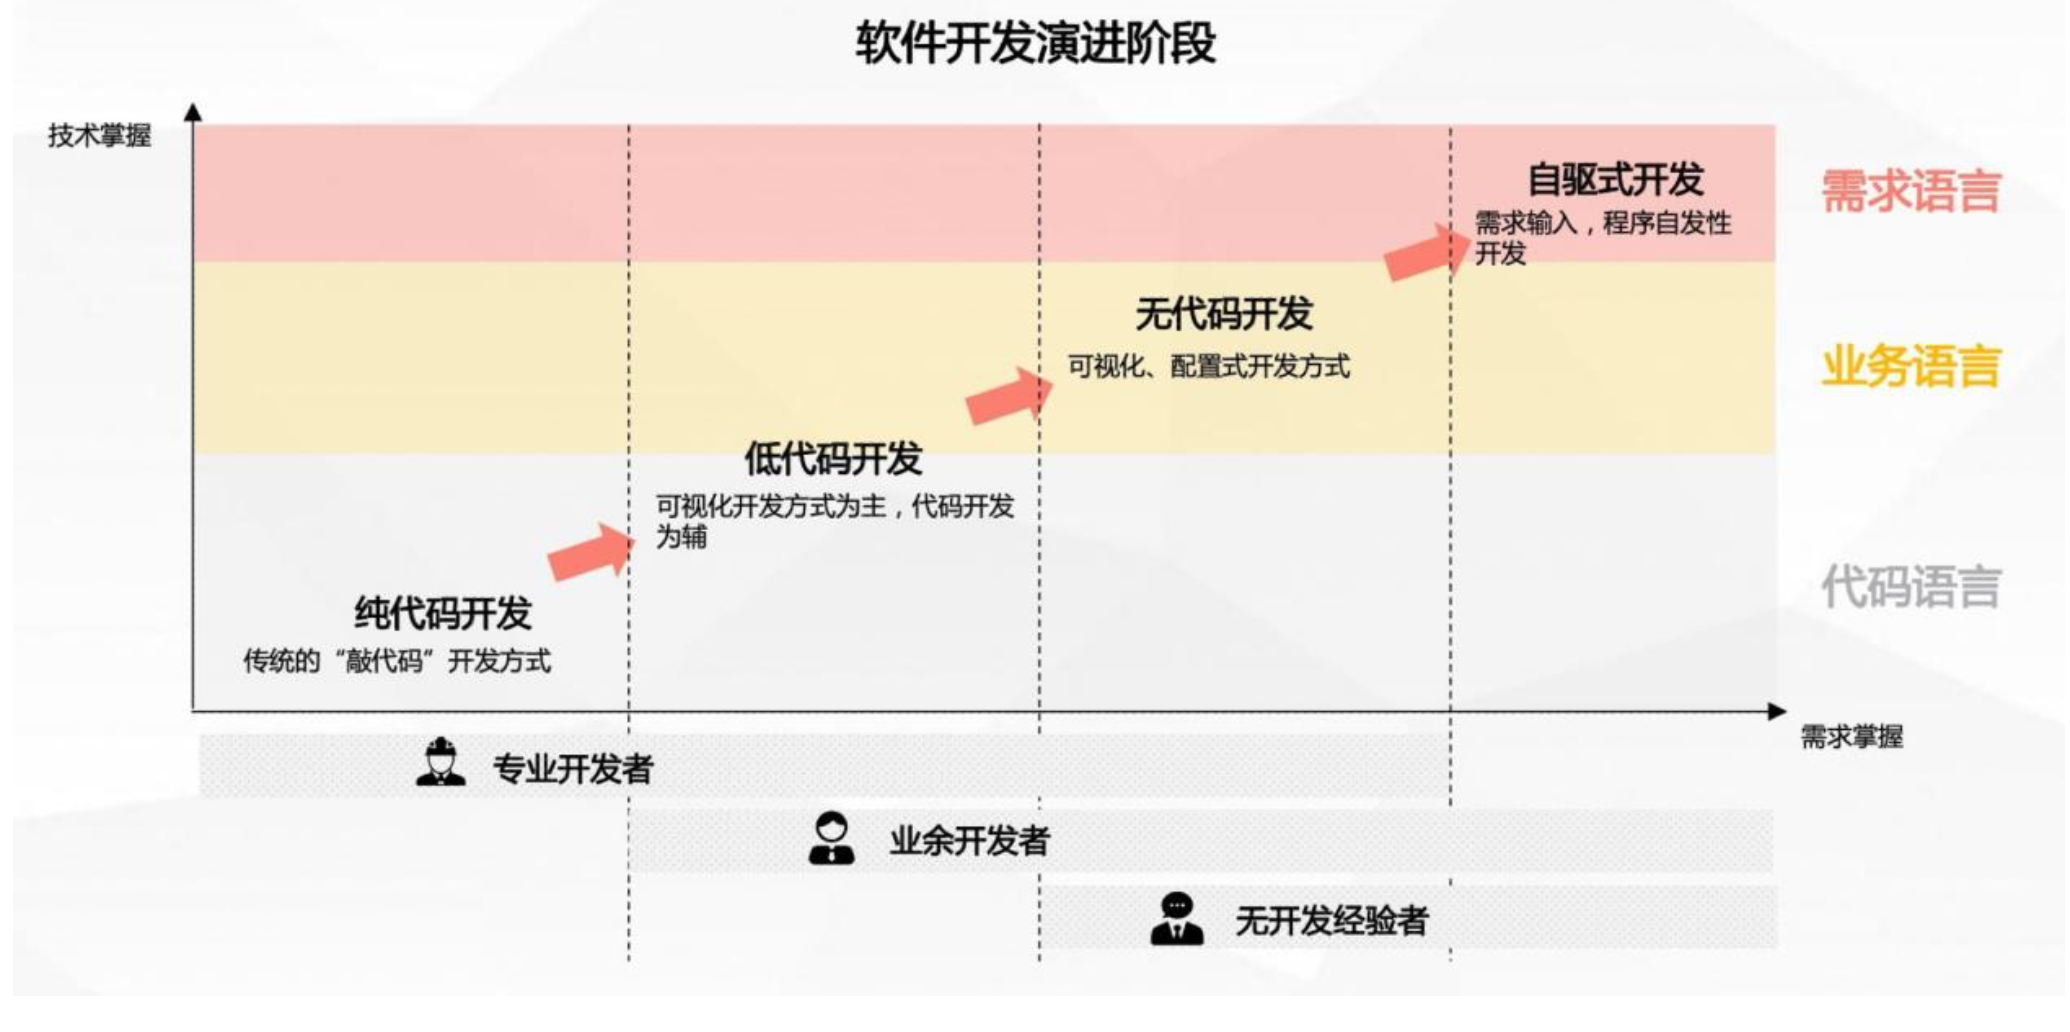 软件开发演进阶段
技术掌握
自驱式开发
需求输入，程序自发性
开发
需求语言
无代码开发
可视化、配置式开发方式
业务语言
低代码开发
可视化开发方式为主，代码开发
为辅
代码语言
纯代码开发
传统的“敲代码”开发方式
需求掌握
专业开发者
业余开发者
无开发经验者